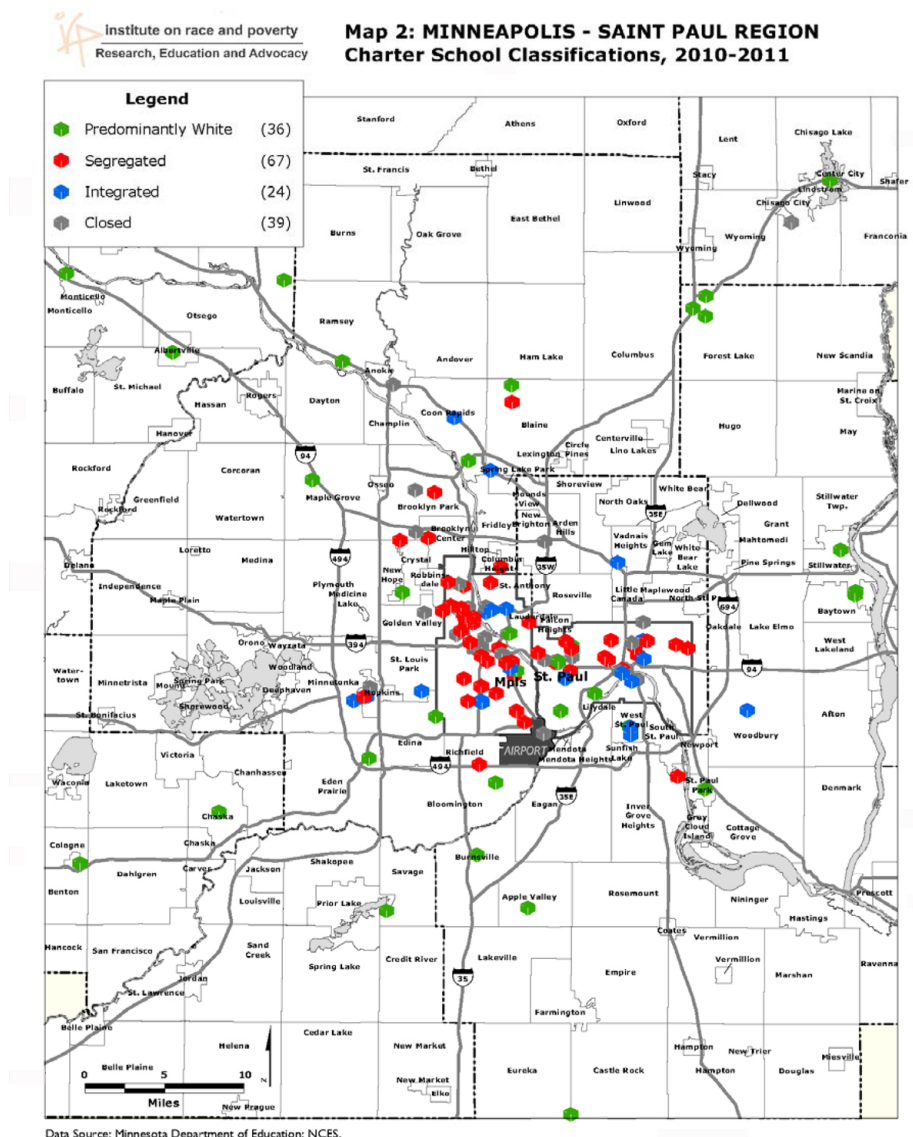 Institute on race and poverty
Research, Education and Advocacy
Map 2: MINNEAPOLIS - SAINT PAUL REGION
Charter School Classifications, 2010-2011
Legend
Predominantly White (36)
Segregated (67)
Integrated (24)
Closed (39)
Stanford
Athens
Oxford
Lent
Chisago Lake
St. Francis
Bethel
Stacy
Center City
Lindstrom
Shafer
Linwood
Chisago City
East Bethel
Burns
Oak Grove
Wyoming
Wyoming
Franconia
Monticello
Monticello
Otsego
Ramsey
Albertville
Andover
Ham Lake
Columbus
Forest Lake
New Scandia
Anoka
Buffalo
St. Michael
Rogers
Dayton
Marine on
St. Croix
Hassan
Coon Rapids
Champlin
Blaine
Hugo
May
Hanover
Circle
Centerville
Lexington Pines
Lino Lakes
94
Rockford
Corcoran
Spring Lake Park
Osseo
Shoreview
Maple Grove
Mounds
View
North Oaks
White Bear
Dellwood
Stillwater
Twp.
Greenfield
Rockford
Brooklyn Park
New
Brighton
35E
Watertown
Brooklyn
Center
Fridley
Arden
Hills
Grant
Vadnais
Heights
Mahtomedi
Loretto
Hilltop
Gem
Lake
White
Bear
Lake
Delano
Medina
494
Crystal
Columbia
Heights
35W
Pine Springs
Stillwater
New
Hope
Robbins
dale
Independence
Plymouth
St. Anthony
Maple Plain
Medicine
Lake
Roseville
Little
Canada
Maplewood
North St. P
694
Baytown
Golden Valley
Lauderdale
Falcon
Heights
Oakdale
Lake Elmo
Orono
Wayzata
394
West
Lakeland
Water-
town
Woodland
St. Louis
Park
94
Minnetrista
Spring Park
Mound
Minnetonka
Deephaven
Hopkins
Mpls
St. Paul
Shorewood
Lilydale
St. Bonifacius
West
St. Paul
South
St. Paul
Woodbury
Afton
Victoria
Edina
Richfield
AIRPORT
Mendota
Mendota Heights
Sunfish
Lake
Newport
Waconia
Laketown
Chanhassen
494
Eden
Prairie
35E
St. Paul
Park
Denmark
Bloomington
Eagan
Chaska
Inver
Grove
Heights
Grey
Cloud
Island
Cottage
Grove
Cologne
Chaska
Burnsville
Dahlgren
Carver
Jackson
Shakopee
Benton
Savage
Louisville
Prior Lake
Apple Valley
Rosemount
Nininger
Prescott
Hastings
Coates
Vermillion
Hancock
San Francisco
Sand
Creek
Credit River
Lakeville
Spring Lake
Empire
Vermillion
Marshan
Ravenna
Jordan
35
St. Lawrence
Farmington
Belle Plaine
Cedar Lake
Helena
New Market
Hampton
New Trier
Miesville
Belle Plaine
Eureka
Castle Rock
Hampton
Douglas
0 5 10
Miles
N
New Market
Elko
New Prague
Data Source: Minnesota Department of Education; NCES.